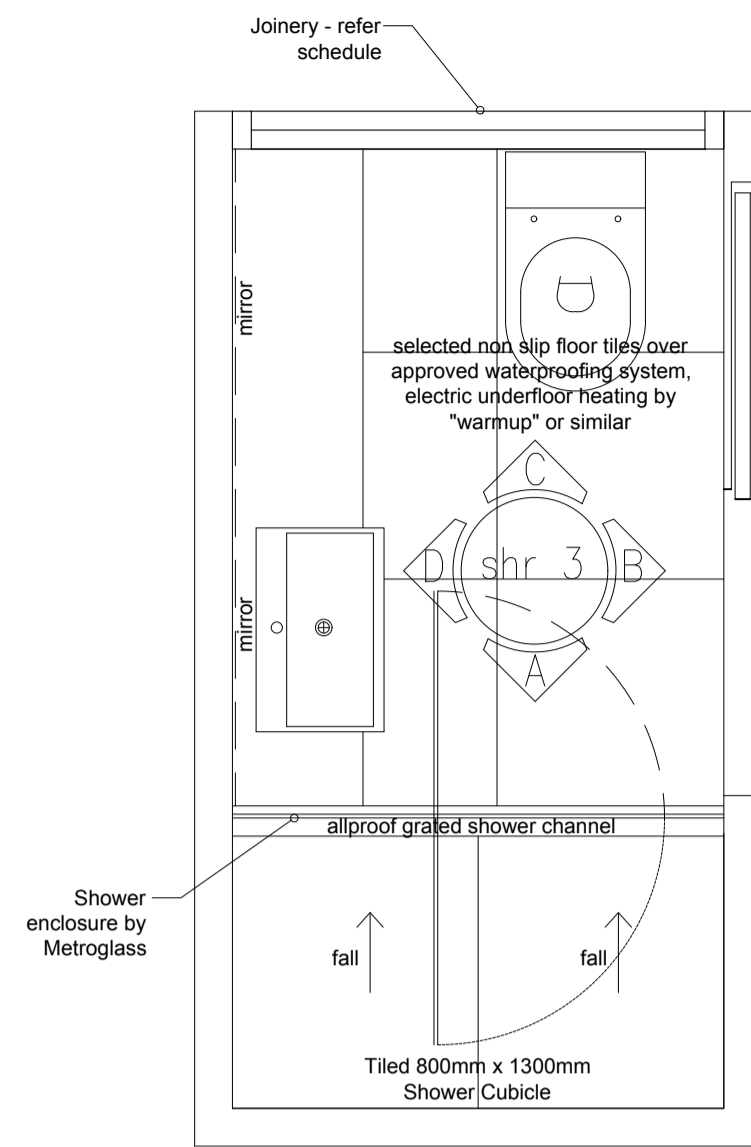 Joinery - refer
schedule
mirror
selected non slip floor tiles over
approved waterproofing system,
electric underfloor heating by
"warmup" or similar
C
D shr 3 B
mirror
A
allproof grated shower channel
Shower
enclosure by
Metroglass
fall fall
Tiled 800mm x 1300mm
Shower Cubicle